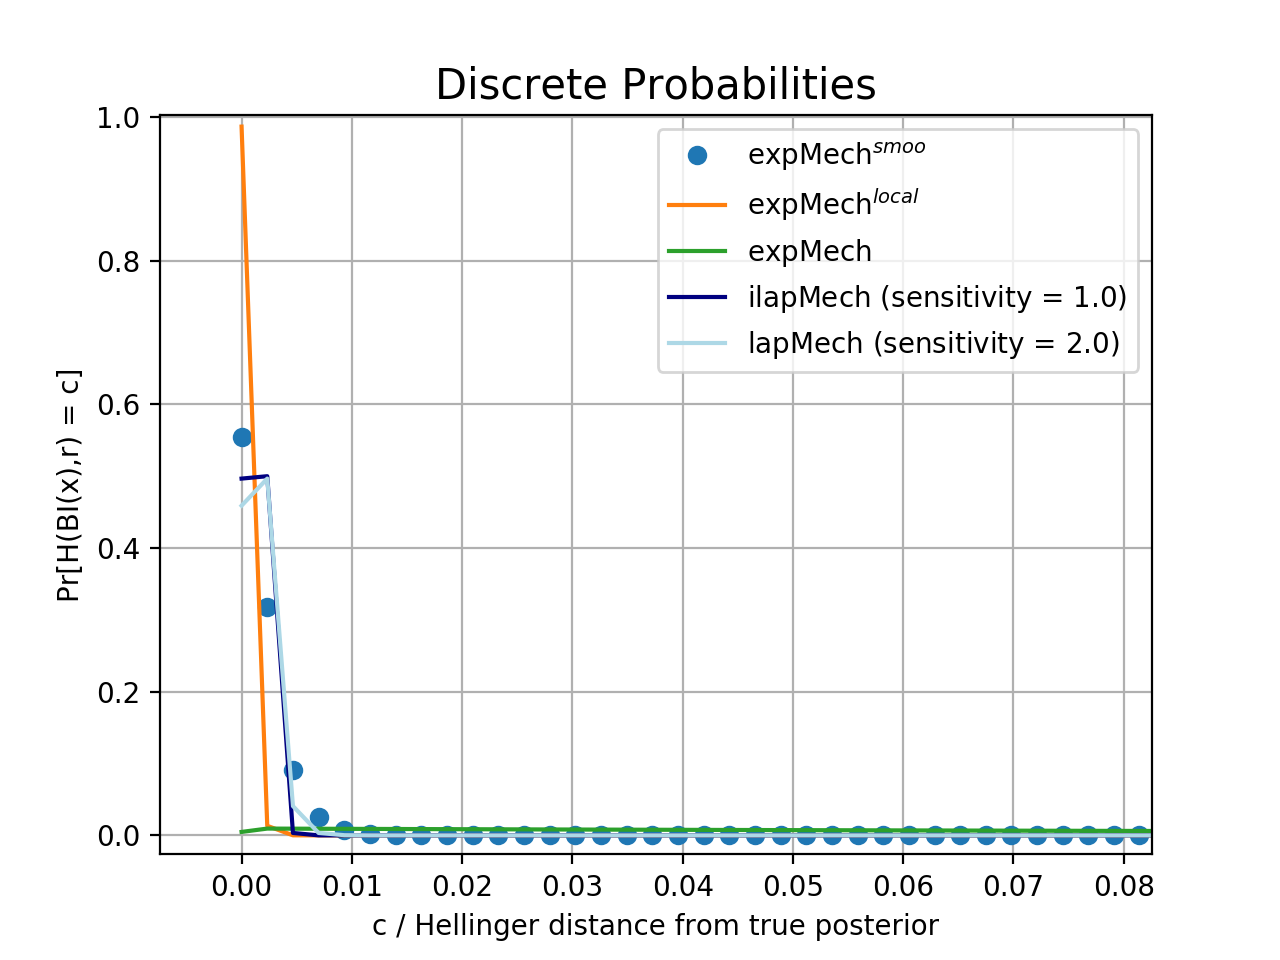 Discrete Probabilities
1.0
0.8
0.6
0.4
0.2
0.0
Pr[H(BI(x),r) = c]
expMech^smoo
expMech^local
expMech
ilapMech (sensitivity = 1.0)
lapMech (sensitivity = 2.0)
0.00 0.01 0.02 0.03 0.04 0.05 0.06 0.07 0.08
c / Hellinger distance from true posterior